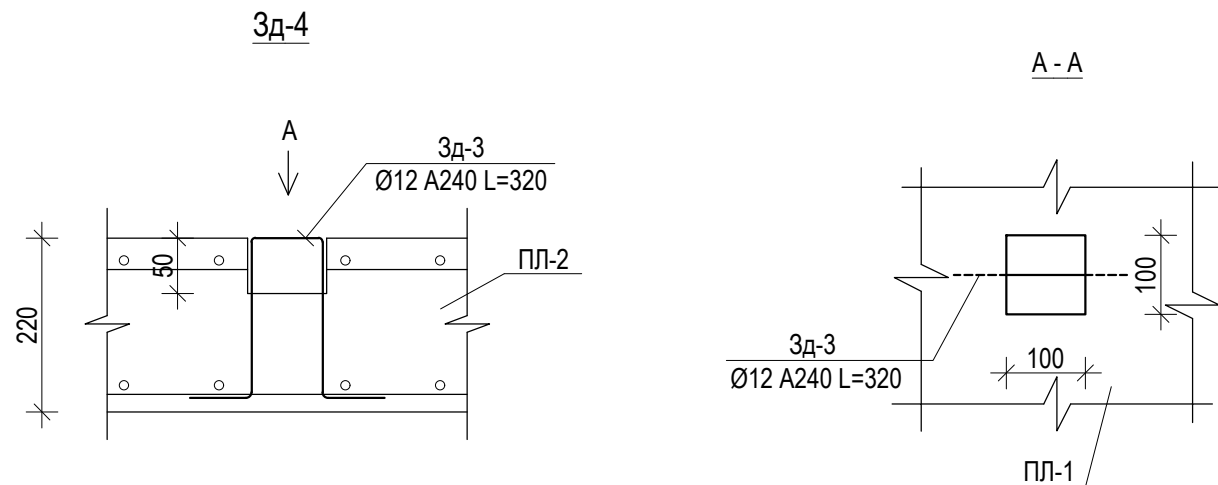 Зд-4
А
Зд-3
Ø12 А240 L=320
50
ПЛ-2
220
А - А
100
Зд-3
Ø12 А240 L=320
100
ПЛ-1